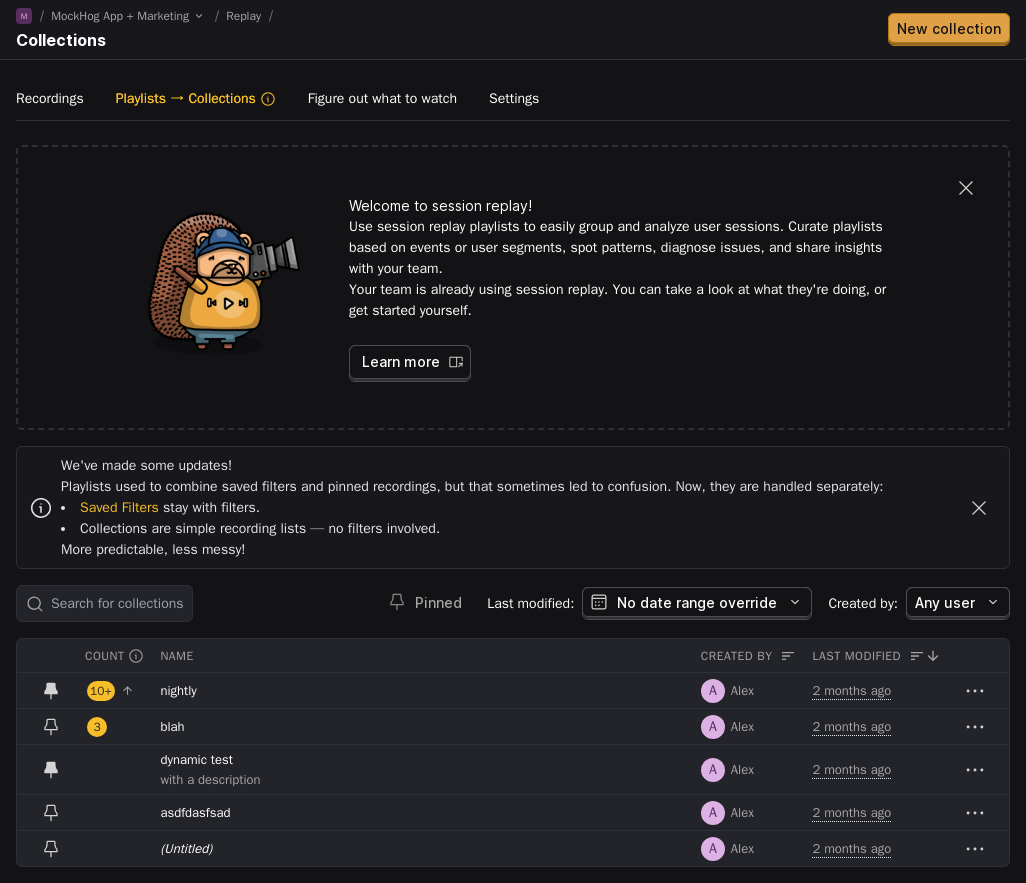 M / MockHog App + Marketing / Replay /
Collections
New collection
Recordings
Playlists → Collections
Figure out what to watch
Settings
Welcome to session replay!
Use session replay playlists to easily group and analyze user sessions. Curate playlists
based on events or user segments, spot patterns, diagnose issues, and share insights
with your team.
Your team is already using session replay. You can take a look at what they're doing, or
get started yourself.
Learn more
We've made some updates!
Playlists used to combine saved filters and pinned recordings, but that sometimes led to confusion. Now, they are handled separately:
• Saved Filters stay with filters.
• Collections are simple recording lists — no filters involved.
More predictable, less messy!
Search for collections
Pinned
Last modified:
No date range override
Created by:
Any user
COUNT NAME CREATED BY LAST MODIFIED
10+ nightly A Alex 2 months ago
3 blah A Alex 2 months ago
dynamic test
with a description
A Alex 2 months ago
asdfdasfsad A Alex 2 months ago
(Untitled) A Alex 2 months ago